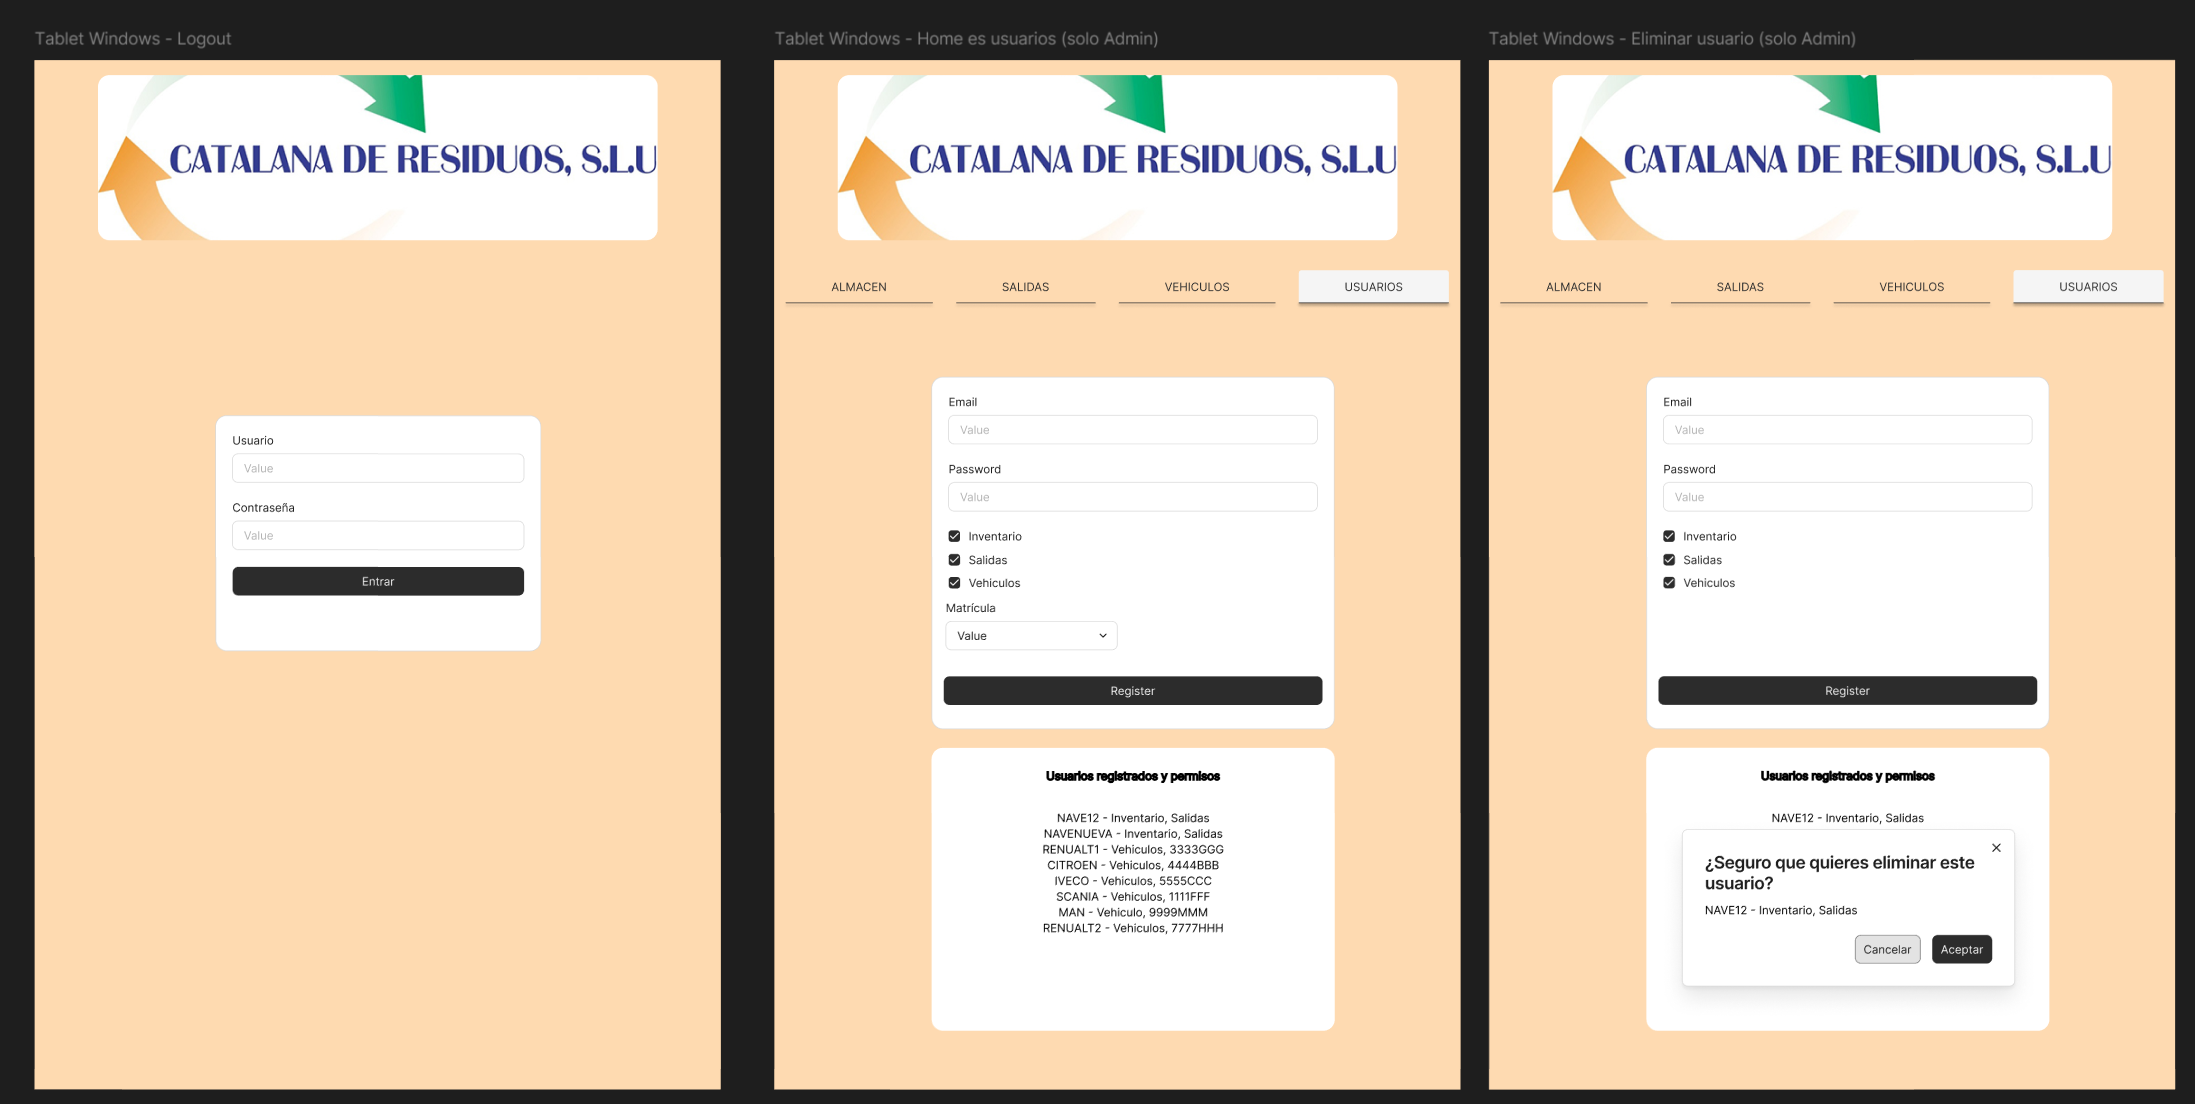 Tablet Windows - Logout
CATALANA DE RESIDUOS, S.L.U
Usuario
Value
Contraseña
Value
Entrar
Tablet Windows - Home es usuarios (solo Admin)
CATALANA DE RESIDUOS, S.L.U
ALMACEN SALIDAS VEHICULOS USUARIOS
Email
Value
Password
Value
Inventario
Salidas
Vehiculos
Matrícula
Value
Register
Usuarios registrados y permisos
NAVE12 - Inventario, Salidas
NAVENUEVA - Inventario, Salidas
RENUALT1 - Vehiculos, 3333GGG
CITROEN - Vehiculos, 4444BBB
IVECO - Vehiculos, 5555CCC
SCANIA - Vehiculos, 1111FFF
MAN - Vehiculo, 9999MMM
RENUALT2 - Vehiculos, 7777HHH
Tablet Windows - Eliminar usuario (solo Admin)
CATALANA DE RESIDUOS, S.L.U
ALMACEN SALIDAS VEHICULOS USUARIOS
Email
Value
Password
Value
Inventario
Salidas
Vehiculos
Register
Usuarios registrados y permisos
NAVE12 - Inventario, Salidas
¿Seguro que quieres eliminar este
usuario?
NAVE12 - Inventario, Salidas
Cancelar Aceptar